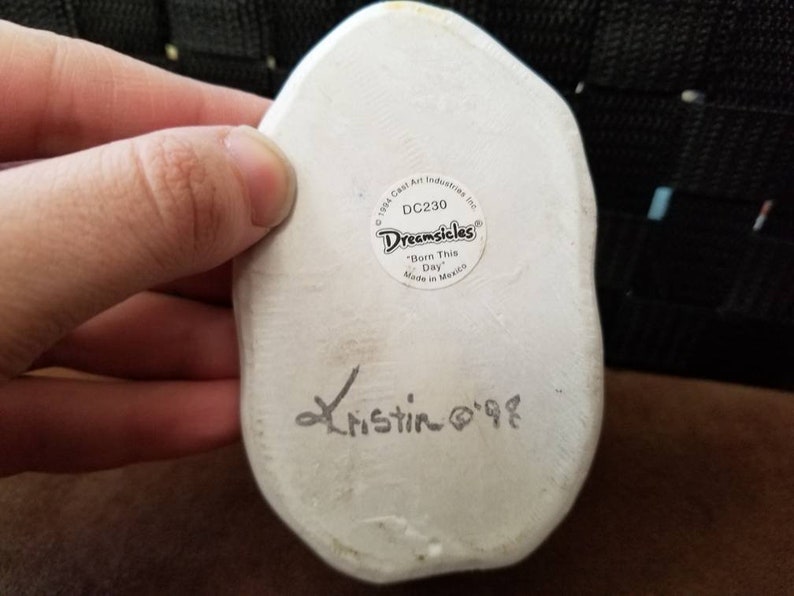 © 1994 Cast Art Industries Inc.
DC230
Dreamsicles®
"Born This
Day"
Made in Mexico
Kristin © '98